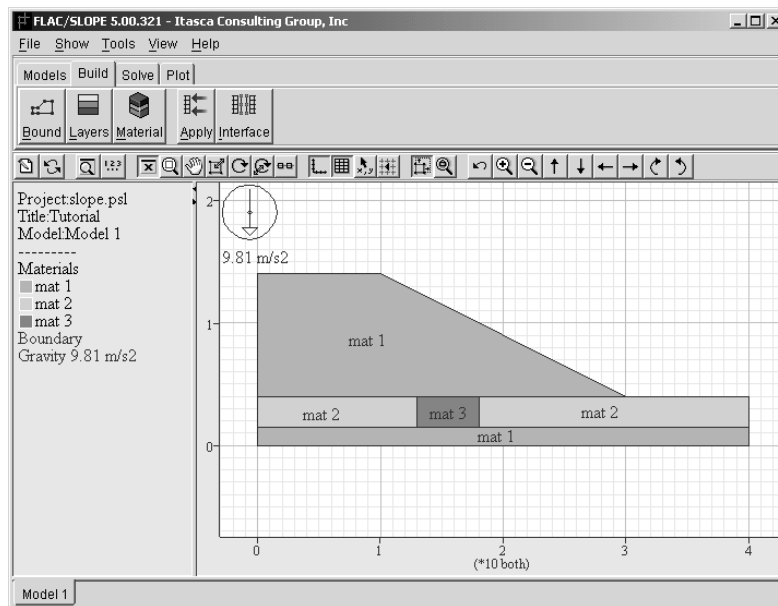 FLAC/SLOPE 5.00.321 - Itasca Consulting Group, Inc
File Show Tools View Help
Models Build Solve Plot
Bound Layers Material Apply Interface
Project:slope.psl
Title:Tutorial
Model:Model 1
---------
Materials
mat 1
mat 2
mat 3
Boundary
Gravity 9.81 m/s2
2
9.81 m/s2
1
mat 1
mat 2
mat 3
mat 2
mat 1
0
0 1 2 3 4
(*10 both)
Model 1